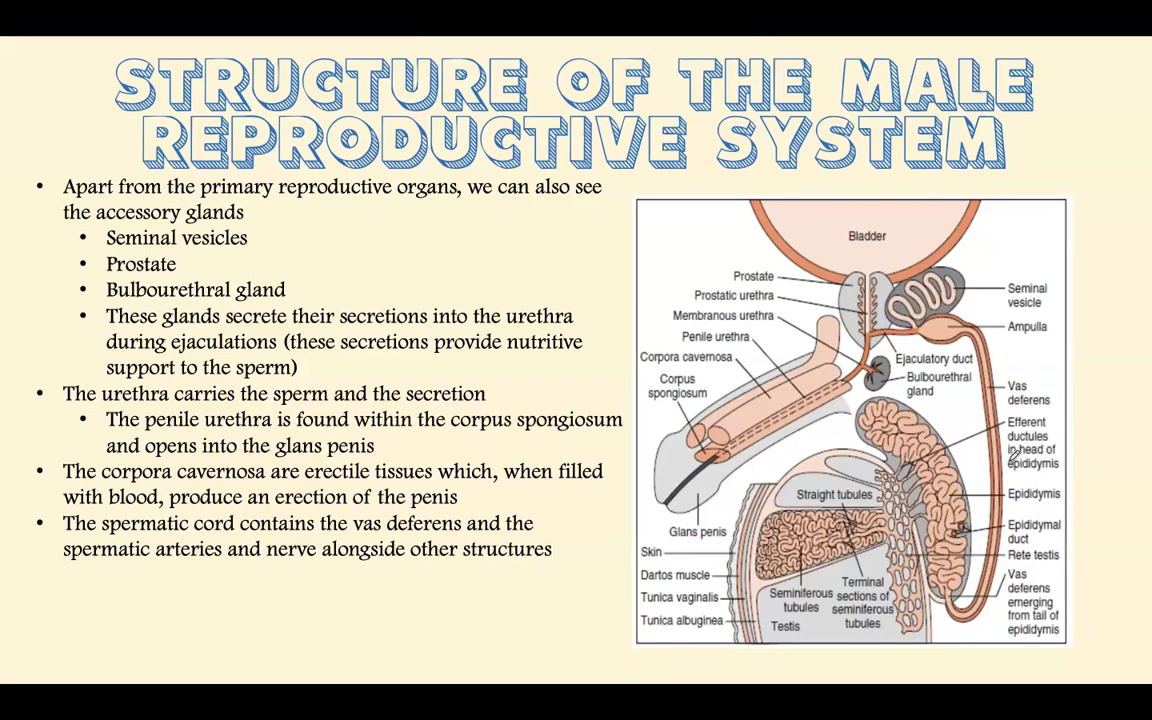 STRUCTURE OF THE MALE
REPRODUCTIVE SYSTEM
• Apart from the primary reproductive organs, we can also see
the accessory glands
• Seminal vesicles
• Prostate
• Bulbourethral gland
• These glands secrete their secretions into the urethra
during ejaculations (these secretions provide nutritive
support to the sperm)
• The urethra carries the sperm and the secretion
• The penile urethra is found within the corpus spongiosum
and opens into the glans penis
• The corpora cavernosa are erectile tissues which, when filled
with blood, produce an erection of the penis
• The spermatic cord contains the vas deferens and the
spermatic arteries and nerve alongside other structures
Bladder
Prostate
Prostatic urethra
Membranous urethra
Penile urethra
Corpora cavernosa
Corpus
spongiosum
Glans penis
Skin
Dartos muscle
Tunica vaginalis
Tunica albuginea
Straight tubules
Seminiferous
tubules
Testis
Terminal
sections of
seminiferous
tubules
Seminal
vesicle
Ampulla
Ejaculatory duct
Bulbourethral
gland
Vas
deferens
Efferent
ductules
in head of
epididymis
Epididymis
Epididymal
duct
Rete testis
Vas
deferens
emerging
from tail of
epididymis